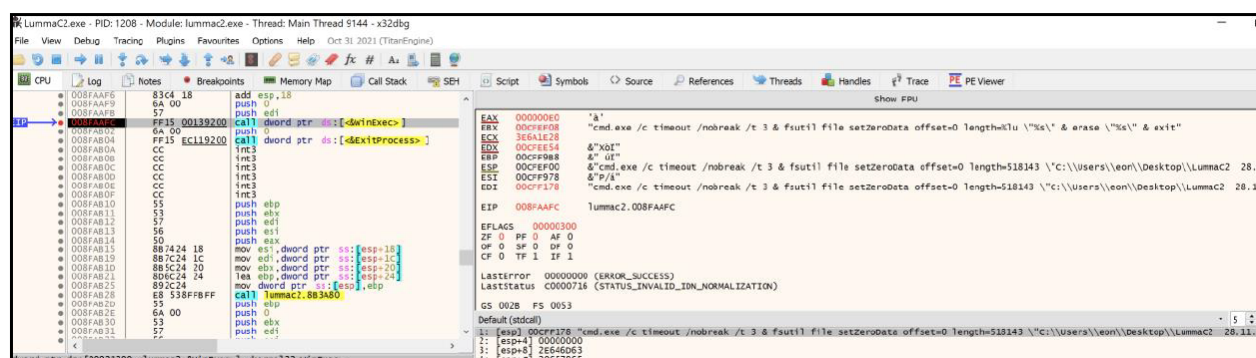 LummaC2.exe - PID: 1208 - Module: lummac2.exe - Thread: Main Thread 9144 - x32dbg
File View Debug Tracing Plugins Favourites Options Help Oct 31 2021 (TitanEngine)
CPU Log Notes Breakpoints Memory Map Call Stack SEH Script Symbols Source References Threads Handles Trace PE Viewer
Show FPU
008FAAF6 83C4 18 add esp,18
008FAAF9 6A 00 push 0
008FAAFB 57 push edi
EIP 008FAAFC FF15 00139200 call dword ptr ds:[<&WinExec>]
008FAB02 6A 00 push 0
008FAB04 FF15 EC119200 call dword ptr ds:[<&ExitProcess>]
008FAB0A CC int3
008FAB0B CC int3
008FAB0C CC int3
008FAB0D CC int3
008FAB0E CC int3
008FAB0F CC int3
008FAB10 55 push ebp
008FAB11 53 push ebx
008FAB12 57 push edi
008FAB13 56 push esi
008FAB14 50 push eax
008FAB15 8B7424 18 mov esi,dword ptr ss:[esp+18]
008FAB19 8B7C24 1C mov edi,dword ptr ss:[esp+1C]
008FAB1D 8B5C24 20 mov ebx,dword ptr ss:[esp+20]
008FAB21 8D6C24 24 lea ebp,dword ptr ss:[esp+24]
008FAB25 892C24 mov dword ptr ss:[esp],ebp
008FAB28 E8 538FFBFF call lummac2.8B3A80
008FAB2D 55 push ebp
008FAB2E 6A 00 push 0
008FAB30 53 push ebx
008FAB31 57 push edi
EAX 000000E0 'à'
EBX 00CFEF08 "cmd.exe /c timeout /nobreak /t 3 & fsutil file setZeroData offset=0 length=%lu \"%s\" & erase \"%s\" & exit"
ECX 3E6A1E28
EDX 00CFEE54
EBP 00CFF988
ESP 00CFEF00 &"cmd.exe /c timeout /nobreak /t 3 & fsutil file setZeroData offset=0 length=518143 \"C:\\Users\\eon\\Desktop\\LummaC2 28.
ESI 00CFF978
EDI 00CFF178 "cmd.exe /c timeout /nobreak /t 3 & fsutil file setZeroData offset=0 length=518143 \"C:\\Users\\eon\\Desktop\\LummaC2 28.1
EIP 008FAAFC lummac2.008FAAFC
EFLAGS 00000300
ZF 0 PF 0 AF 0
OF 0 SF 0 DF 0
CF 0 TF 1 IF 1
LastError 00000000 (ERROR_SUCCESS)
LastStatus C0000716 (STATUS_INVALID_IDN_NORMALIZATION)
GS 002B FS 0053
Default (stdcall) 5
1: [esp] 00CFF178 "cmd.exe /c timeout /nobreak /t 3 & fsutil file setZeroData offset=0 length=518143 \"C:\\Users\\eon\\Desktop\\LummaC2 28.11.
2: [esp+4] 00000000
3: [esp+8] 2E646D63